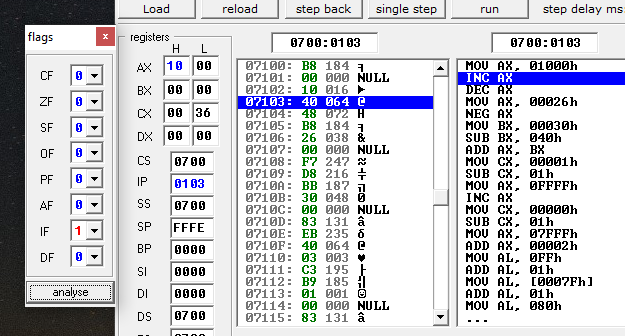 Load reload step back single step run step delay ms:
flags x
CF 0
ZF 0
SF 0
OF 0
PF 0
AF 0
IF 1
DF 0
analyse
registers
H L
AX 10 00
BX 00 00
CX 00 36
DX 00 00
CS 0700
IP 0103
SS 0700
SP FFFE
BP 0000
SI 0000
DI 0000
DS 0700
0700:0103
07100: B8 184 ╕
07101: 00 000 NULL
07102: 10 016 ►
07103: 40 064 @
07104: 48 072 H
07105: B8 184 ╕
07106: 26 038 &
07107: 00 000 NULL
07108: F7 247 ≈
07109: D8 216 ╪
0710A: BB 187 ╗
0710B: 30 048 0
0710C: 00 000 NULL
0710D: 83 131 â
0710E: EB 235 δ
0710F: 40 064 @
07110: 03 003 ♥
07111: C3 195 ├
07112: B9 185 ╣
07113: 01 001 ☺
07114: 00 000 NULL
07115: 83 131 â
0700:0103
MOV AX, 01000h
INC AX
DEC AX
MOV AX, 00026h
NEG AX
MOV BX, 00030h
SUB BX, 040h
ADD AX, BX
MOV CX, 00001h
SUB CX, 01h
MOV AX, 0FFFFh
INC AX
MOV CX, 00000h
SUB CX, 01h
MOV AX, 07FFFh
ADD AX, 00002h
MOV AL, 0FFh
ADD AL, 01h
MOV AL, [0007Fh]
ADD AL, 01h
MOV AL, 080h
...